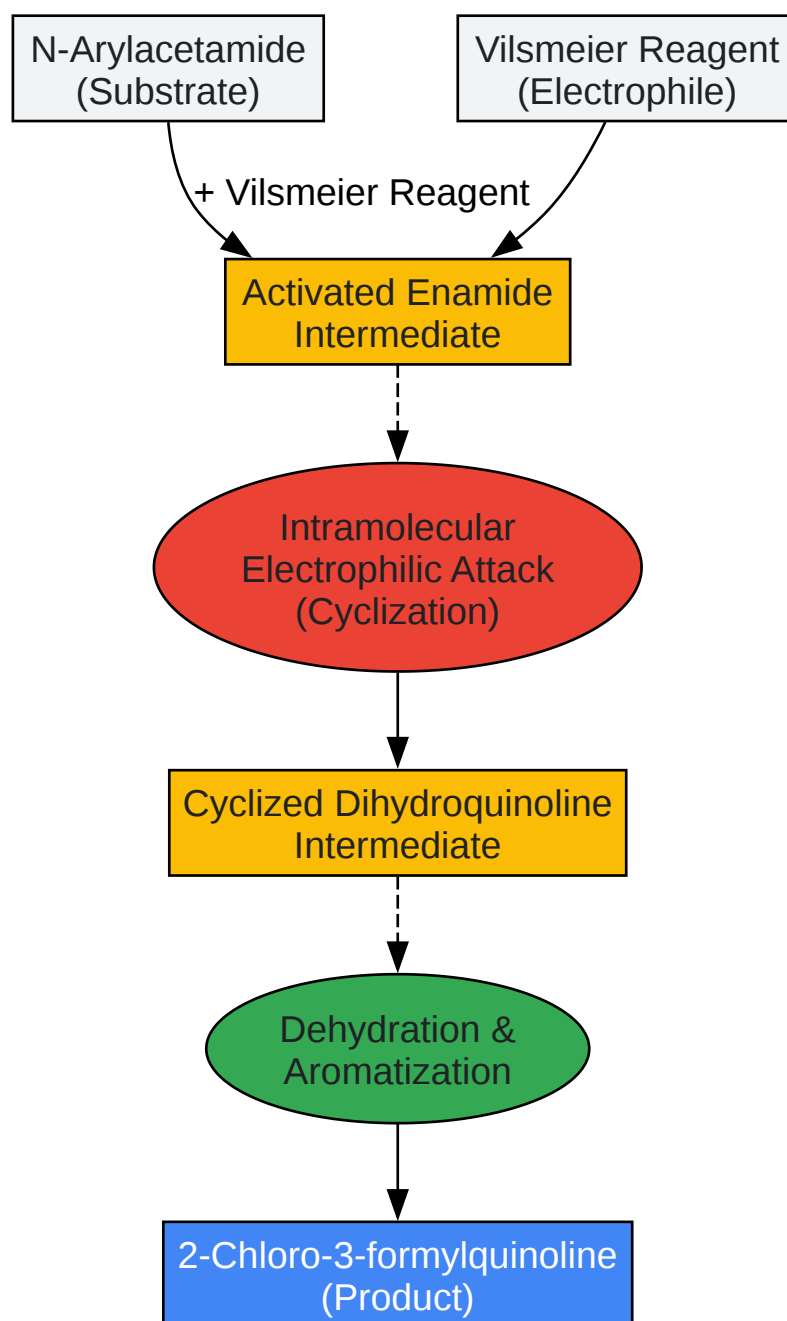 N-Arylacetamide
(Substrate)
Vilsmeier Reagent
(Electrophile)
+ Vilsmeier Reagent
Activated Enamide
Intermediate
Intramolecular
Electrophilic Attack
(Cyclization)
Cyclized Dihydroquinoline
Intermediate
Dehydration &
Aromatization
2-Chloro-3-formylquinoline
(Product)